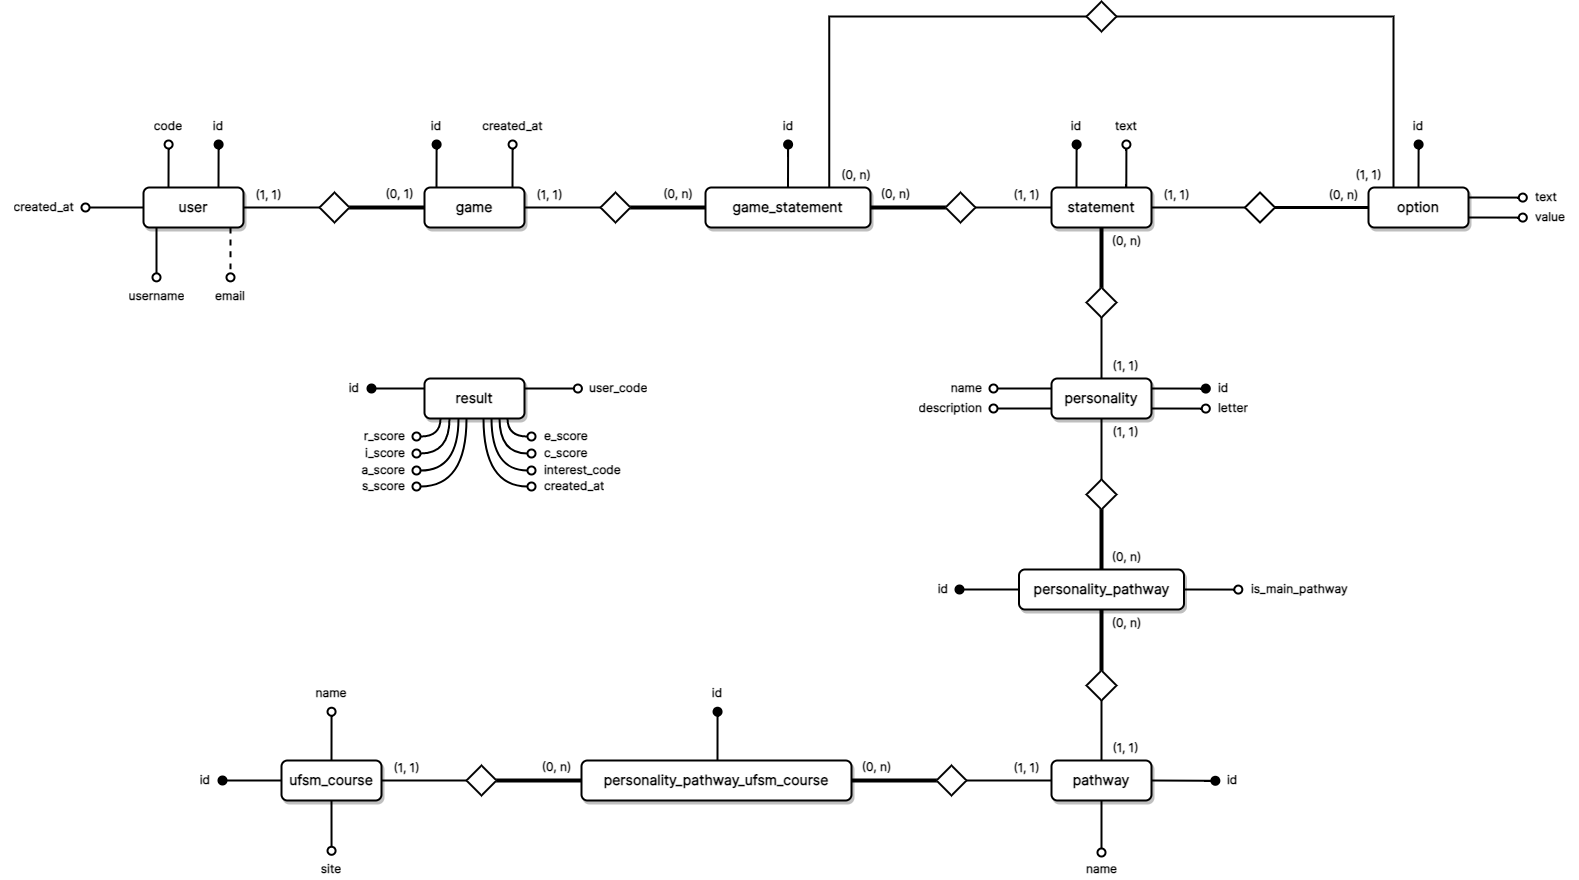 code
id
id
created_at
id
id
text
id
(0, n)
(1, 1)
(1, 1)
(0, 1)
(1, 1)
(0, n)
(0, n)
(1, 1)
(1, 1)
(0, n)
text
created_at
user
game
game_statement
statement
option
value
(0, n)
username
email
(1, 1)
id
result
user_code
name
personality
id
description
letter
(1, 1)
r_score
e_score
i_score
c_score
a_score
interest_code
s_score
created_at
(0, n)
id
personality_pathway
is_main_pathway
(0, n)
name
id
(1, 1)
(1, 1)
(0, n)
(0, n)
(1, 1)
id
ufsm_course
personality_pathway_ufsm_course
pathway
id
site
name